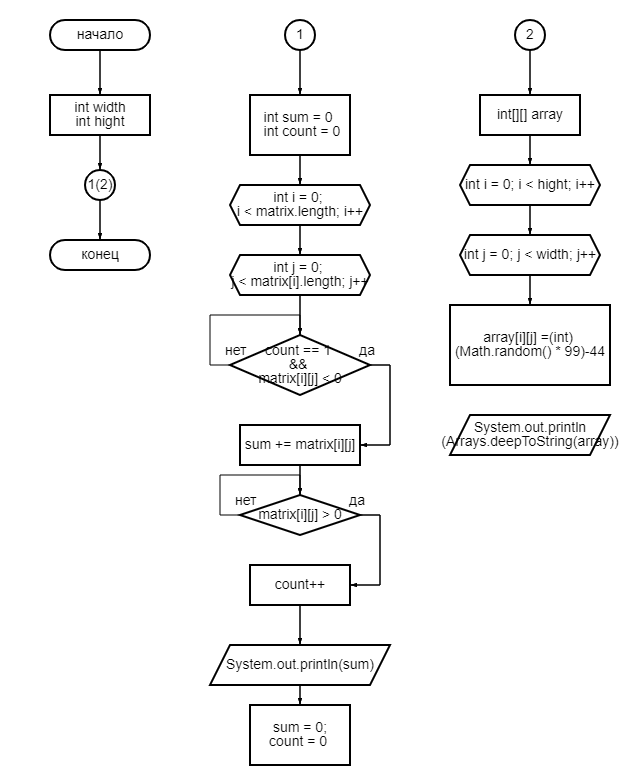 начало
int width
int hight
1(2)
конец
1
int sum = 0
int count = 0
int i = 0;
i < matrix.length; i++
int j = 0;
j < matrix[i].length; j++
нет
count == 1
&&
matrix[i][j] < 0
да
sum += matrix[i][j]
нет
matrix[i][j] > 0
да
count++
System.out.println(sum)
sum = 0;
count = 0
2
int[][] array
int i = 0; i < hight; i++
int j = 0; j < width; j++
array[i][j] =(int)
(Math.random() * 99)-44
System.out.println
(Arrays.deepToString(array))